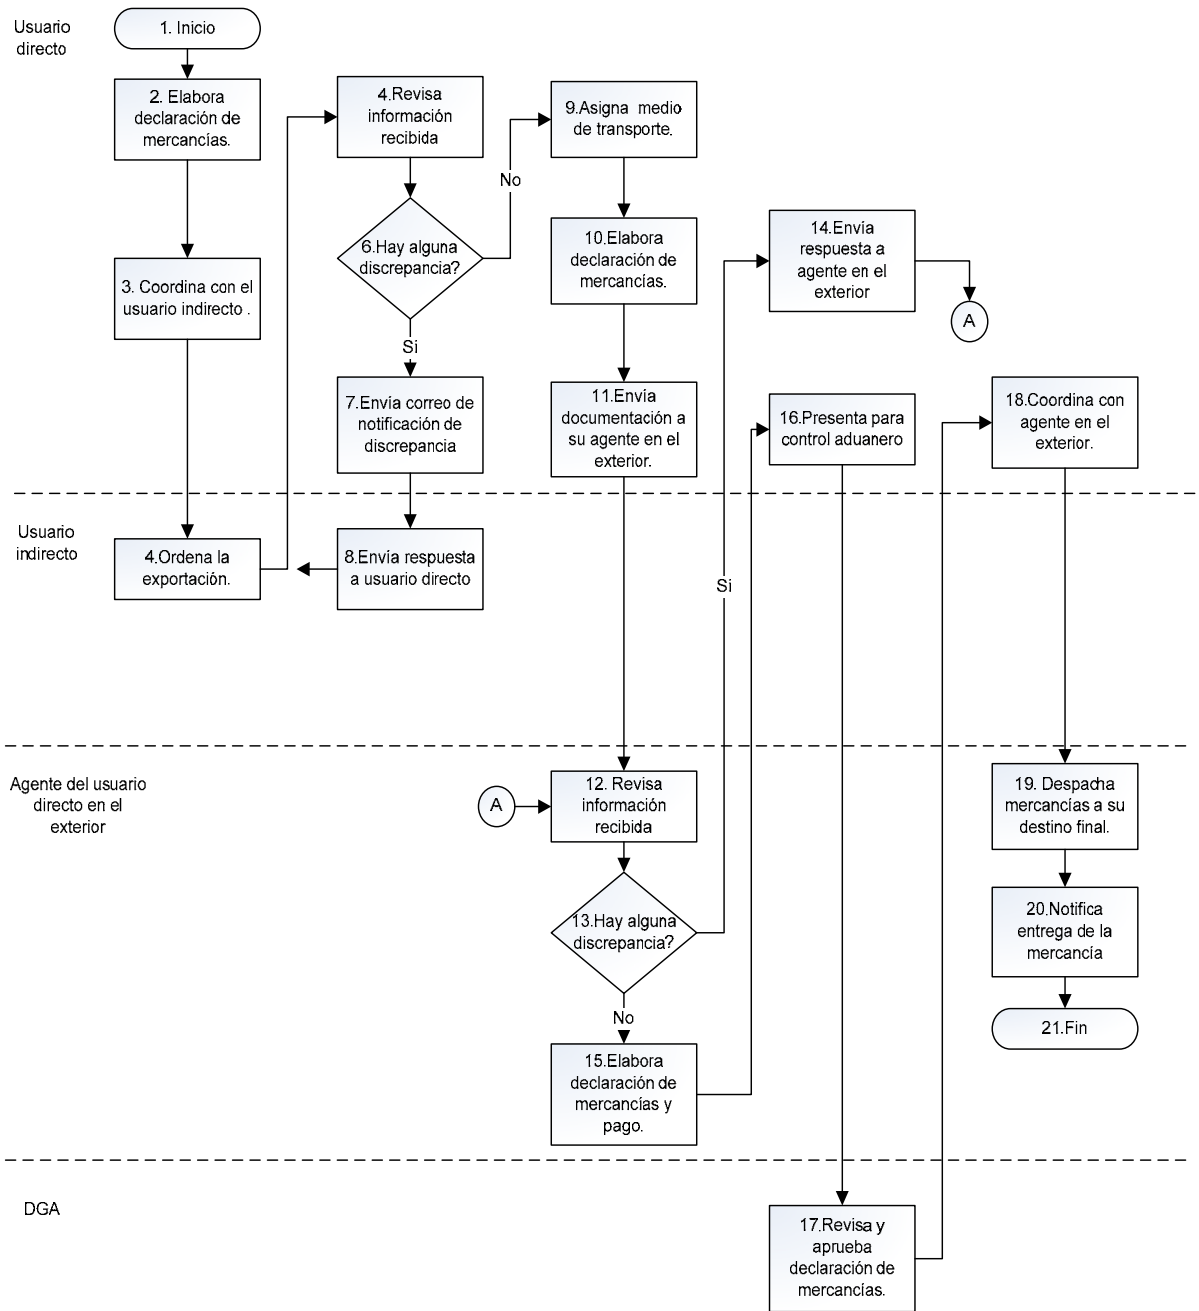 Usuario
directo
1. Inicio
2. Elabora
declaración de
mercancías.
3. Coordina con el
usuario indirecto .
4.Revisa
información
recibida
6.Hay alguna
discrepancia?
No
Si
7.Envía correo de
notificación de
discrepancia
9.Asigna medio
de transporte.
10.Elabora
declaración de
mercancías.
11.Envía
documentación a
su agente en el
exterior.
14.Envía
respuesta a
agente en el
exterior
A
16.Presenta para
control aduanero
18.Coordina con
agente en el
exterior.
Usuario
indirecto
4.Ordena la
exportación.
8.Envía respuesta
a usuario directo
Si
Agente del usuario
directo en el
exterior
A
12. Revisa
información
recibida
13.Hay alguna
discrepancia?
No
15.Elabora
declaración de
mercancías y
pago.
19. Despacha
mercancías a su
destino final.
20.Notifica
entrega de la
mercancía
21.Fin
DGA
17.Revisa y
aprueba
declaración de
mercancías.